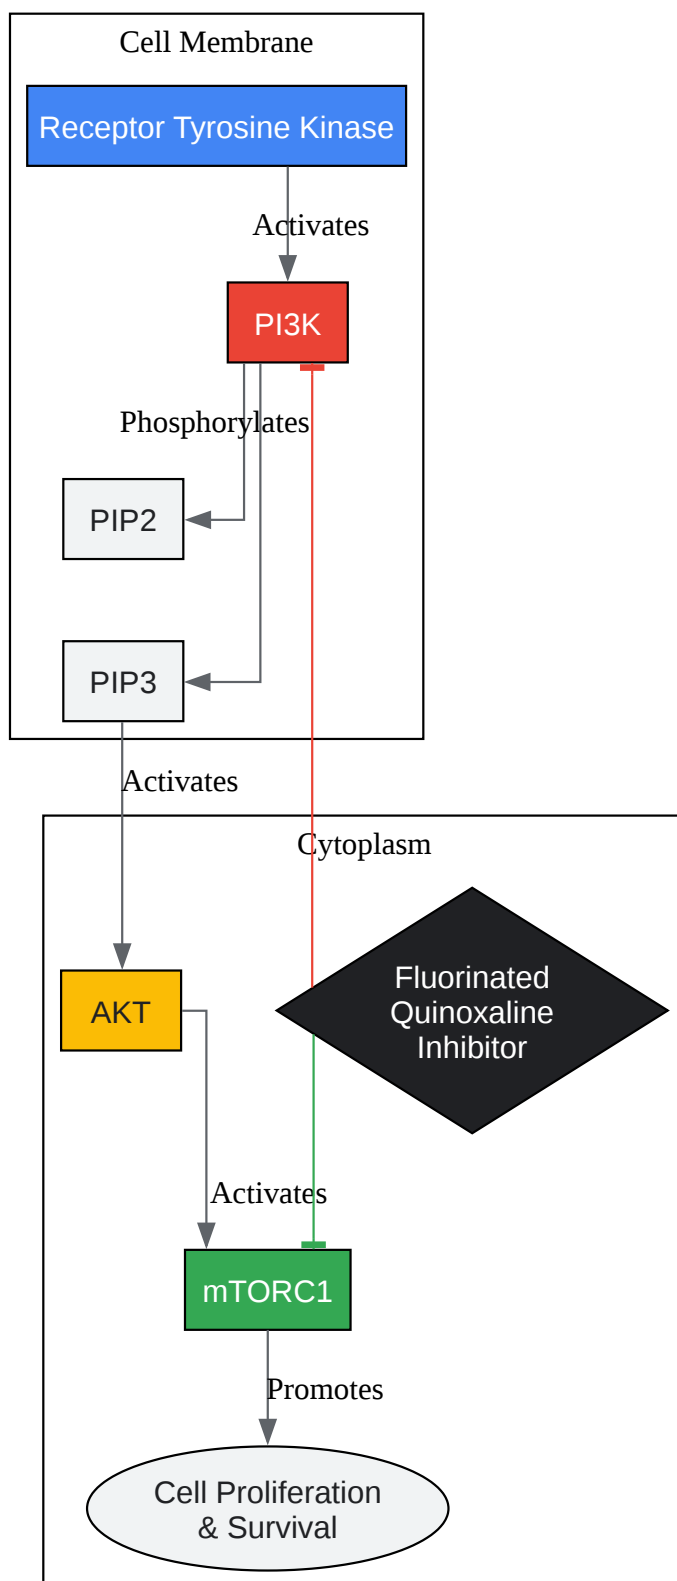 Cell Membrane
Receptor Tyrosine Kinase
Activates
PI3K
Phosphorylates
PIP2
PIP3
Activates
Cytoplasm
Fluorinated
Quinoxaline
Inhibitor
AKT
Activates
mTORC1
Promotes
Cell Proliferation
& Survival